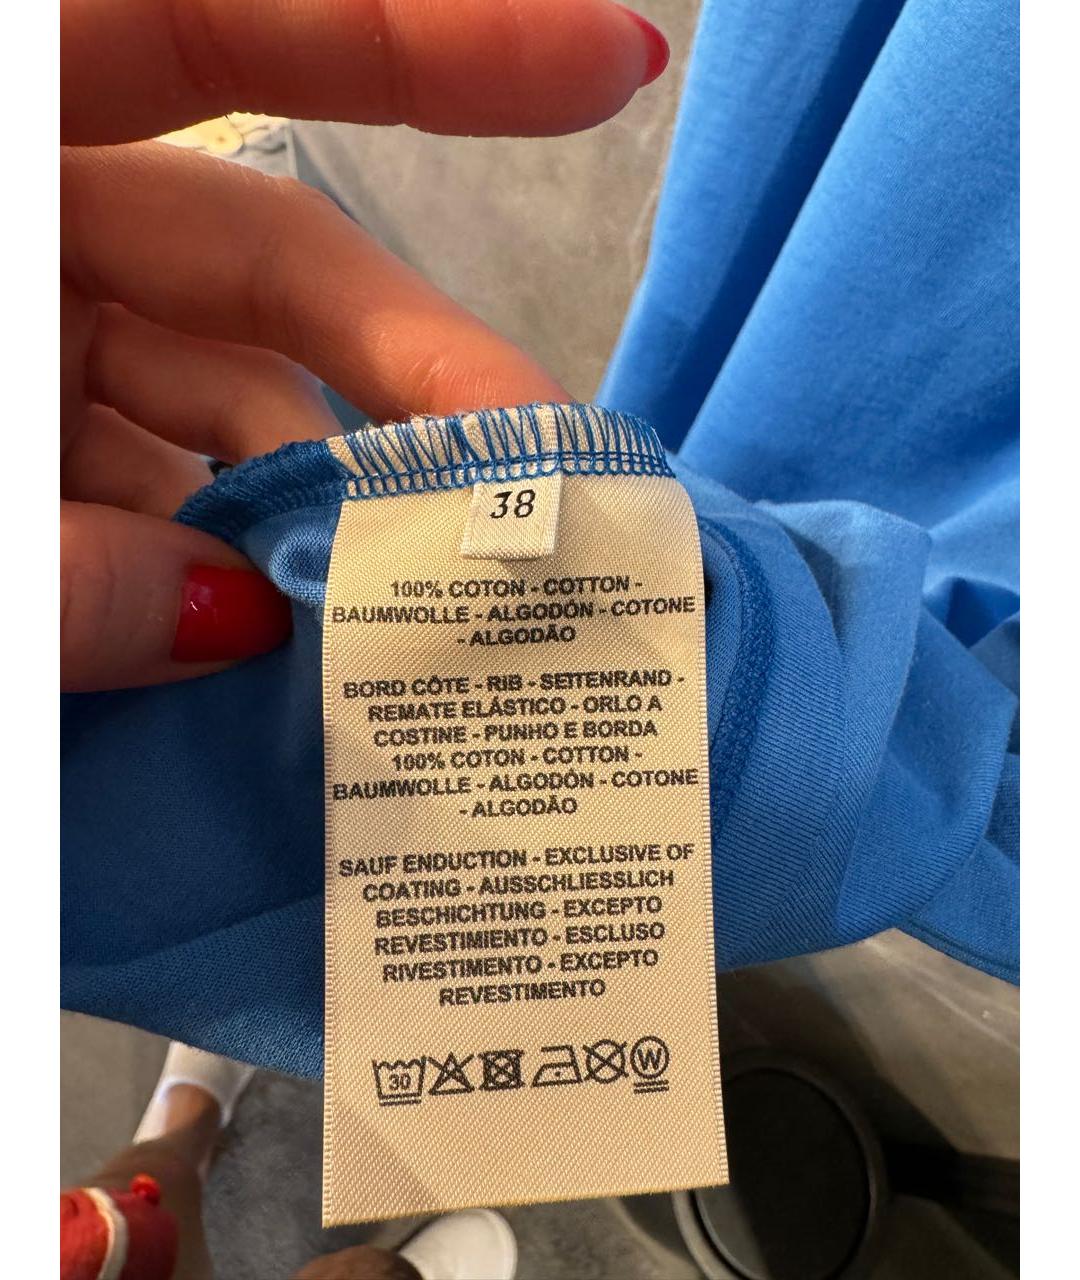 38
100% COTON - COTTON -
BAUMWOLLE - ALGODÓN - COTONE
- ALGODÃO
BORD CÔTE - RIB - SEITENRAND -
REMATE ELÁSTICO - ORLO A
COSTINE - PUNHO E BORDA
100% COTON - COTTON -
BAUMWOLLE - ALGODÓN - COTONE
- ALGODÃO
SAUF ENDUCTION - EXCLUSIVE OF
COATING - AUSSCHLIESSLICH
BESCHICHTUNG - EXCEPTO
REVESTIMIENTO - ESCLUSO
RIVESTIMENTO - EXCEPTO
REVESTIMENTO
30 W